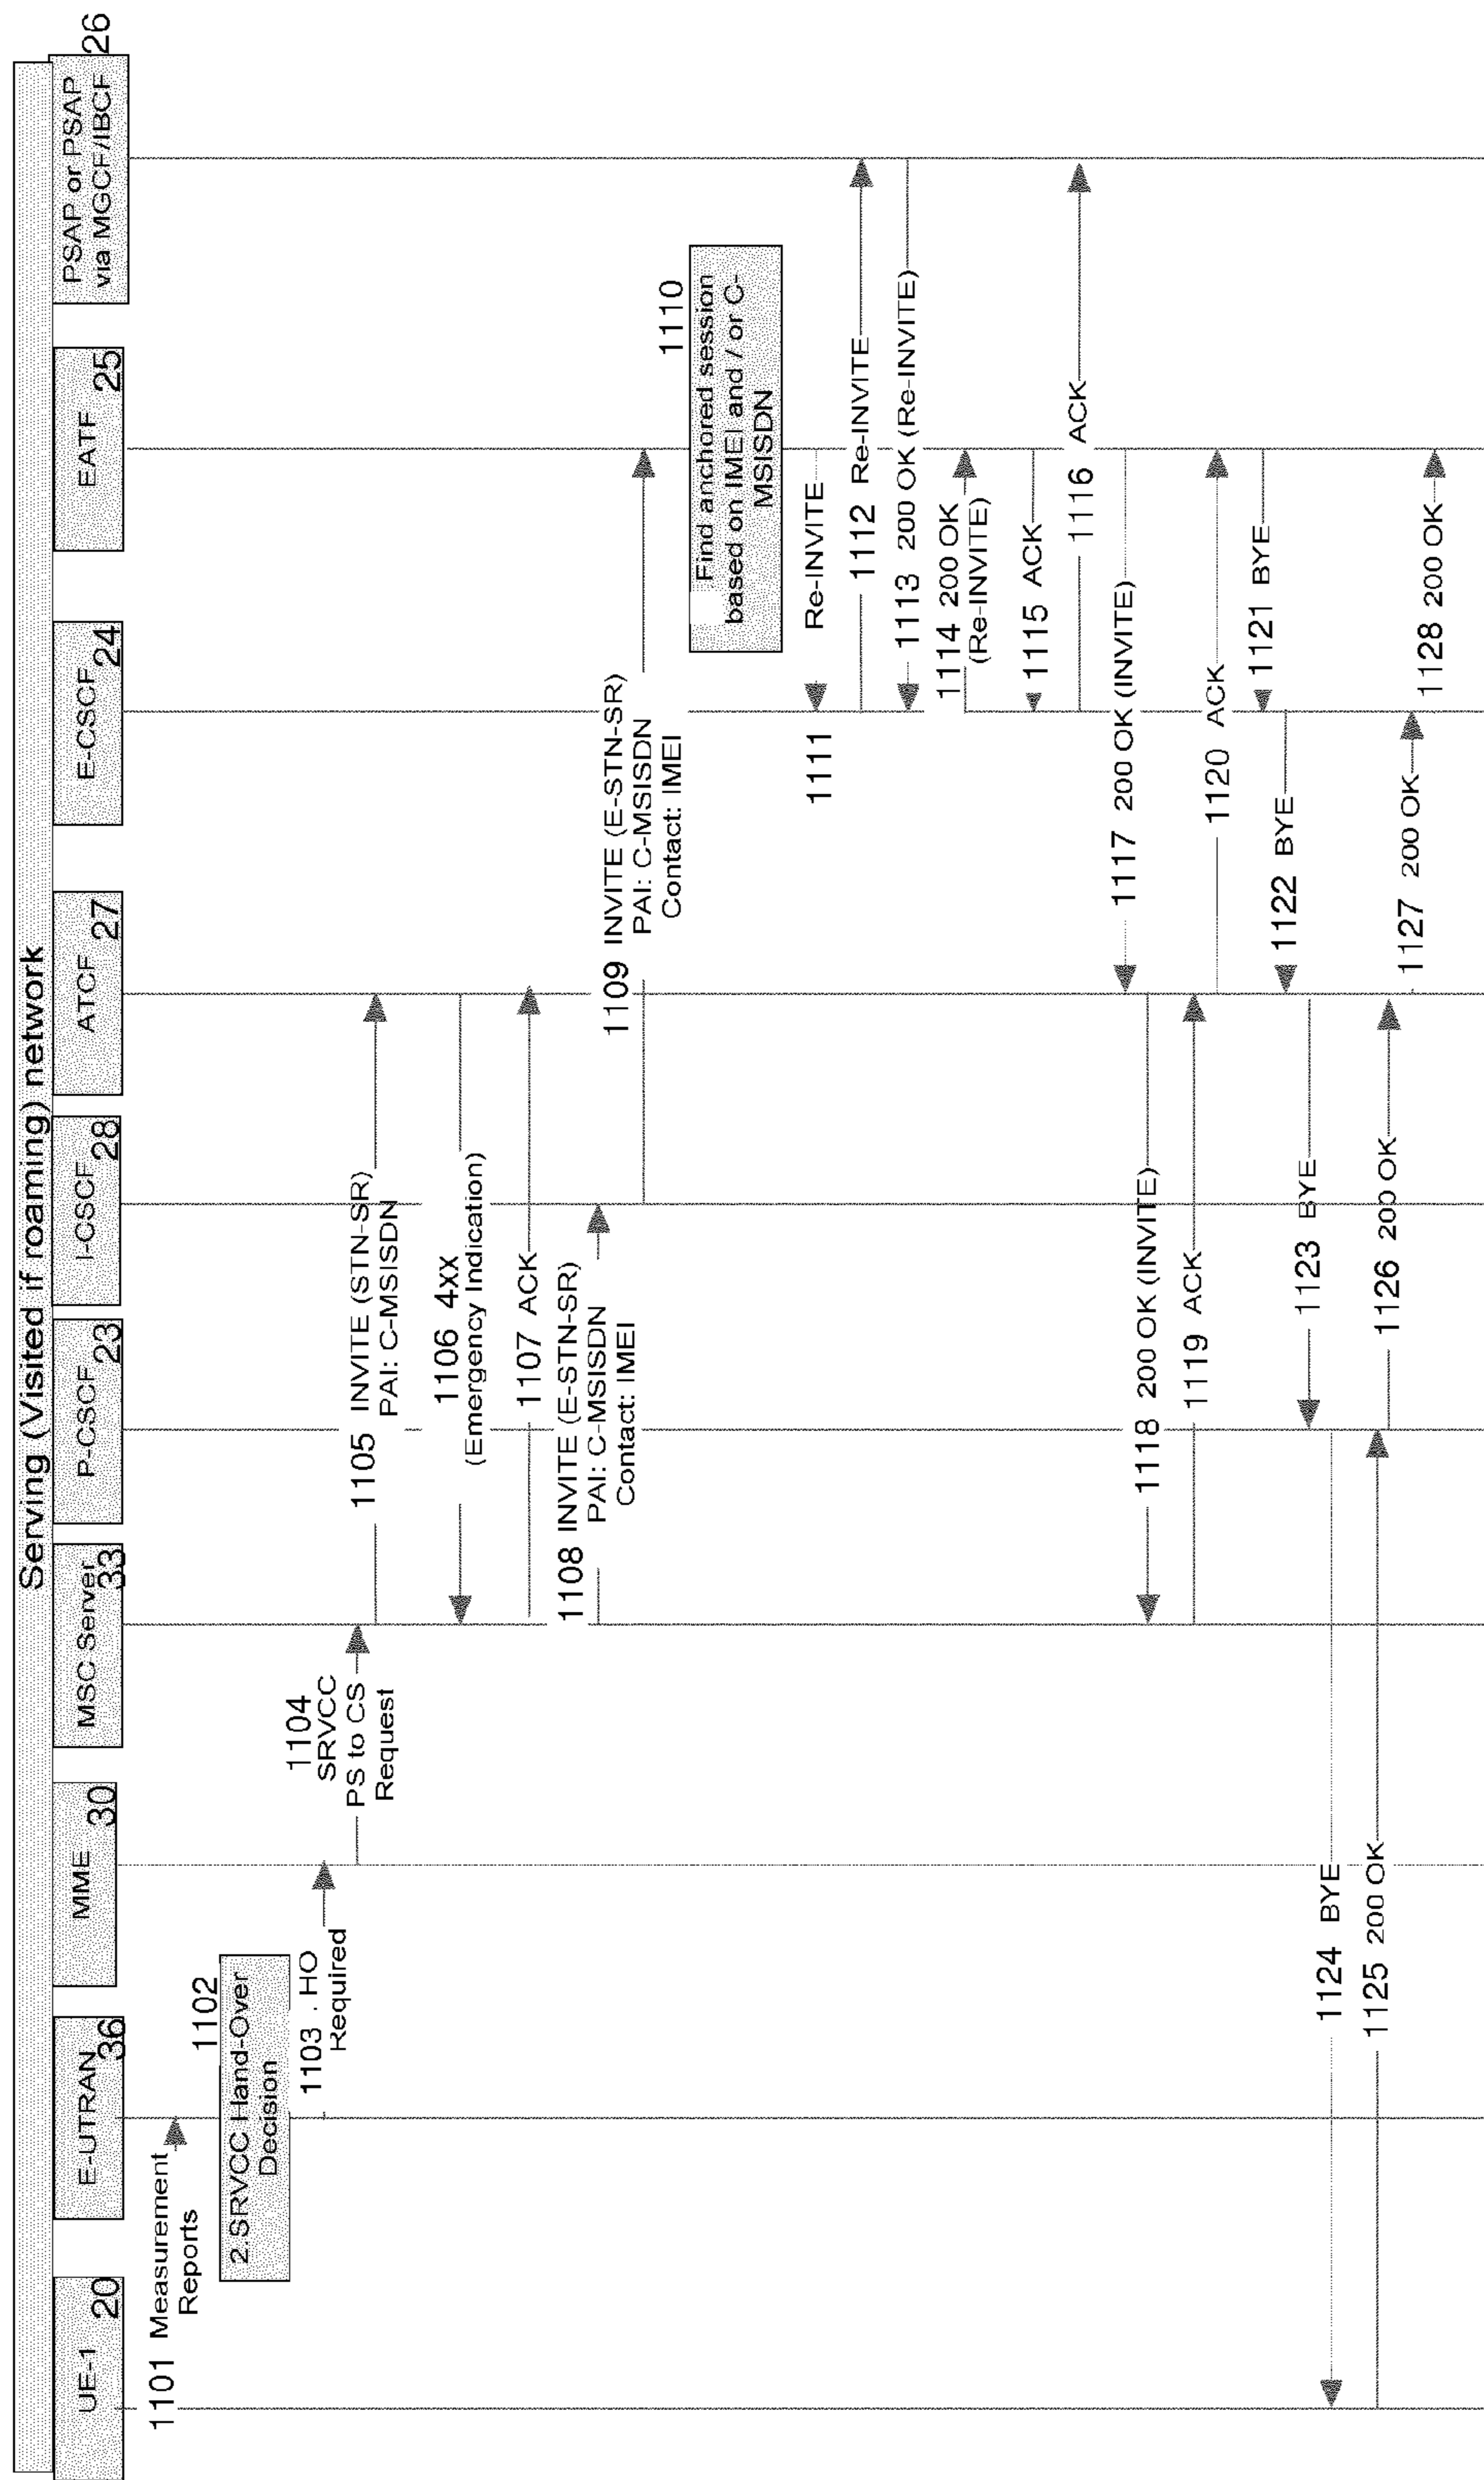 Serving (Visited if roaming) network
UE-1
20
E-UTRAN
36
MME
30
MSC Server
33
P-CSCF
23
I-CSCF
28
ATCF
27
E-CSCF
24
EATF
25
PSAP or PSAP
via MGCF/IBCF
26
1101 Measurement
Reports
1102
2.SRVCC Hand-Over
Decision
1103 . HO
Required
1104
SRVCC
PS to CS
Request
1105 INVITE (STN-SR)
PAI: C-MSISDN
1106 4xx
(Emergency Indication)
1107 ACK
1108 INVITE (E-STN-SR)
PAI: C-MSISDN
Contact: IMEI
1109 INVITE (E-STN-SR)
PAI: C-MSISDN
Contact: IMEI
1110
Find anchored session
based on IMEI and / or C-
MSISDN
1111 Re-INVITE
1112 Re-INVITE
1113 200 OK (Re-INVITE)
1114 200 OK
(Re-INVITE)
1115 ACK
1116 ACK
1117 200 OK (INVITE)
1118 200 OK (INVITE)
1119 ACK
1120 ACK
1121 BYE
1122 BYE
1123 BYE
1124 BYE
1125 200 OK
1126 200 OK
1127 200 OK
1128 200 OK